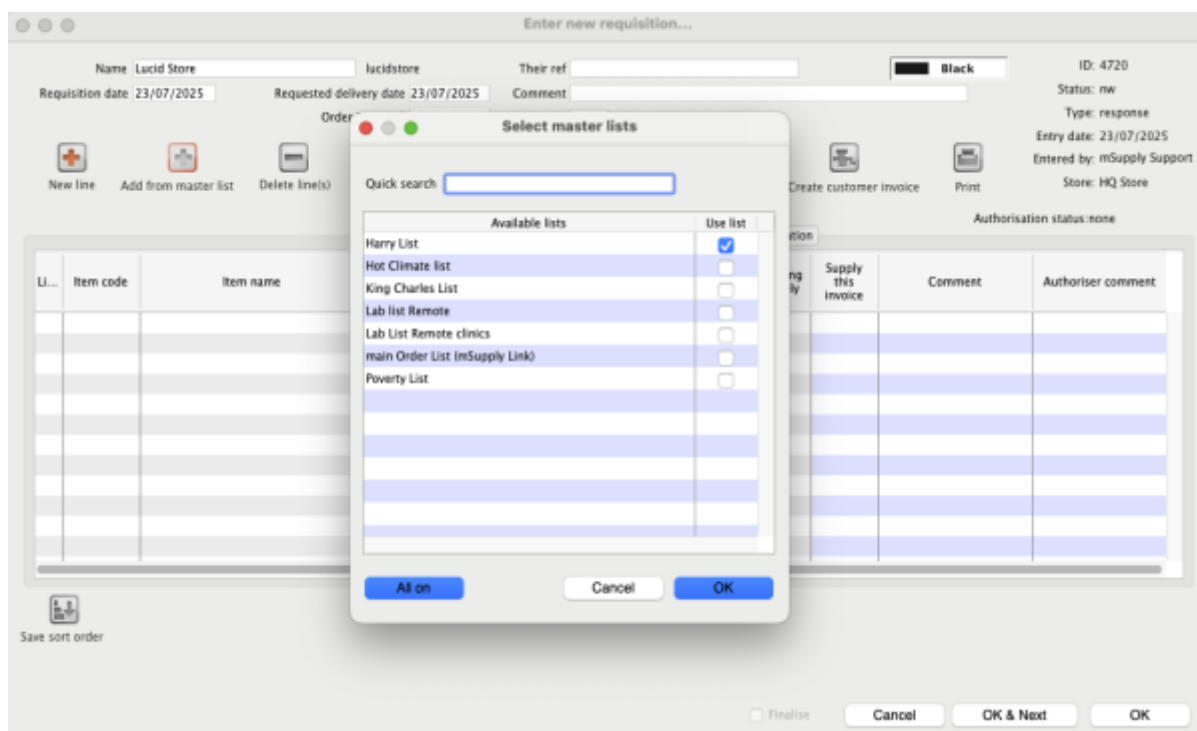 Enter new requisition...
Name Lucid Store lucidstore Their ref Black ID: 4720
Requisition date 23/07/2025 Requested delivery date 23/07/2025 Comment Status: nw
Order Type: response
Select master lists
Entry date: 23/07/2025
Entered by: mSupply Support
Store: HQ Store
New line Add from master list Delete line(s) Quick search Create customer invoice Print
Authorisation status:none
Available lists Use list
Harry List
Hot Climate list
King Charles List
Lab list Remote
Lab List Remote clinics
main Order List (mSupply Link)
Poverty List
Li... Item code Item name Supply this invoice Comment Authoriser comment
All on Cancel OK
Save sort order
Finalise Cancel OK & Next OK